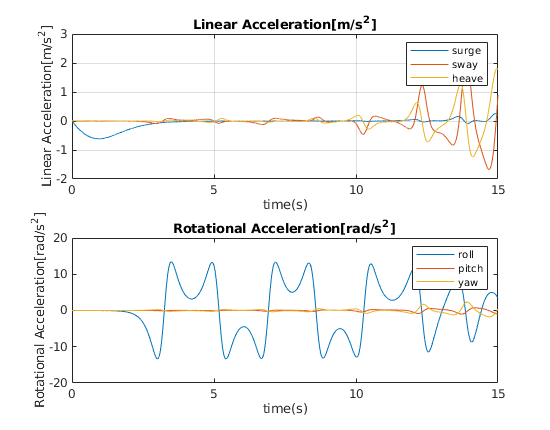 Linear Acceleration[m/s²]
Linear Acceleration[m/s²]
3
2
1
0
-1
-2
surge
sway
heave
0
5
10
15
time(s)
Rotational Acceleration[rad/s²]
Rotational Acceleration[rad/s²]
20
10
0
-10
-20
roll
pitch
yaw
0
5
10
15
time(s)